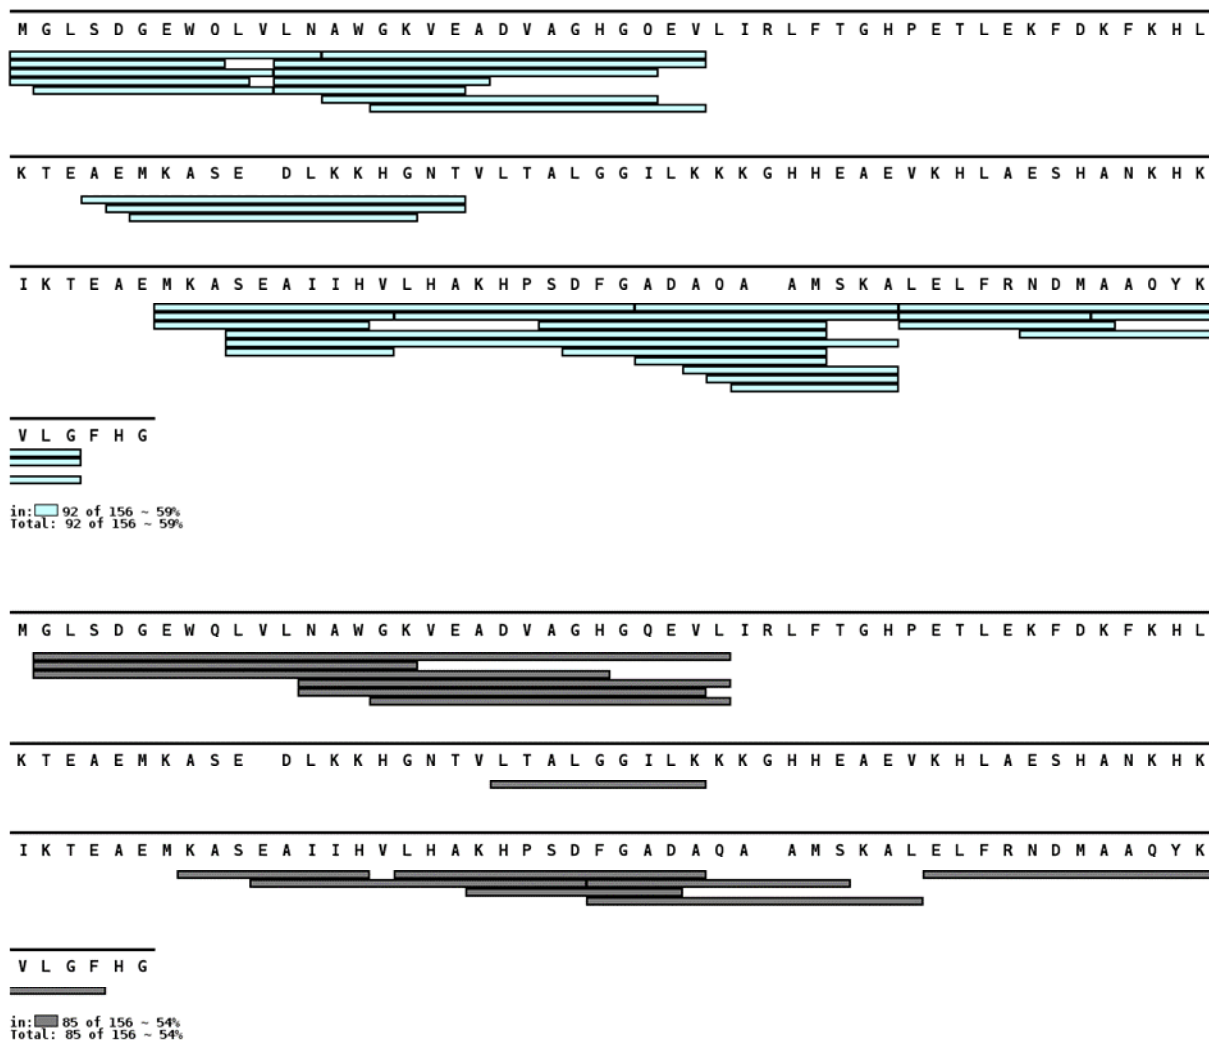 M G L S D G E W O L V L N A W G K V E A D V A G H G O E V L I R L F T G H P E T L E K F D K F K H L
K T E A E M K A S E D L K K H G N T V L T A L G G I L K K K G H H E A E V K H L A E S H A N K H K
I K T E A E M K A S E A I I H V L H A K H P S D F G A D A O A A M S K A L E L F R N D M A A O Y K
V L G F H G
in: 92 of 156 ~ 59%
Total: 92 of 156 ~ 59%
M G L S D G E W Q L V L N A W G K V E A D V A G H G Q E V L I R L F T G H P E T L E K F D K F K H L
K T E A E M K A S E D L K K H G N T V L T A L G G I L K K K G H H E A E V K H L A E S H A N K H K
I K T E A E M K A S E A I I H V L H A K H P S D F G A D A Q A A M S K A L E L F R N D M A A Q Y K
V L G F H G
in: 85 of 156 ~ 54%
Total: 85 of 156 ~ 54%